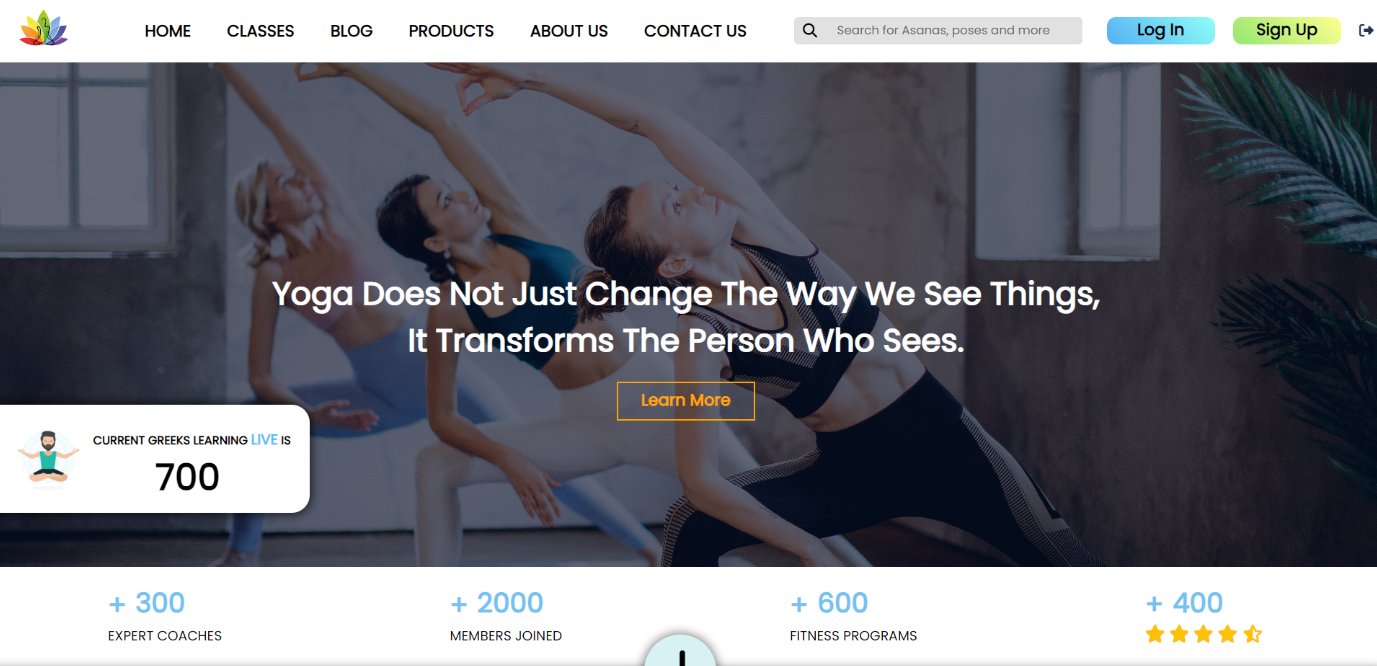 HOME CLASSES BLOG PRODUCTS ABOUT US CONTACT US Search for Asanas, poses and more Log In Sign Up
Yoga Does Not Just Change The Way We See Things,
It Transforms The Person Who Sees.
Learn More
CURRENT GREEKS LEARNING LIVE IS
700
+ 300
EXPERT COACHES
+ 2000
MEMBERS JOINED
+ 600
FITNESS PROGRAMS
+ 400